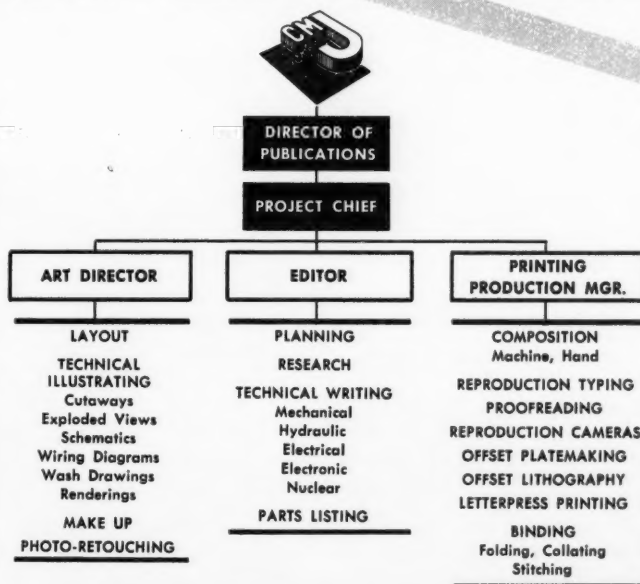 CMJ
DIRECTOR OF
PUBLICATIONS
PROJECT CHIEF
ART DIRECTOR
LAYOUT
TECHNICAL
ILLUSTRATING
Cutaways
Exploded Views
Schematics
Wiring Diagrams
Wash Drawings
Renderings
MAKE UP
PHOTO-RETOUCHING
EDITOR
PLANNING
RESEARCH
TECHNICAL WRITING
Mechanical
Hydraulic
Electrical
Electronic
Nuclear
PARTS LISTING
PRINTING
PRODUCTION MGR.
COMPOSITION
Machine, Hand
REPRODUCTION TYPING
PROOFREADING
REPRODUCTION CAMERAS
OFFSET PLATEMAKING
OFFSET LITHOGRAPHY
LETTERPRESS PRINTING
BINDING
Folding, Collating
Stitching